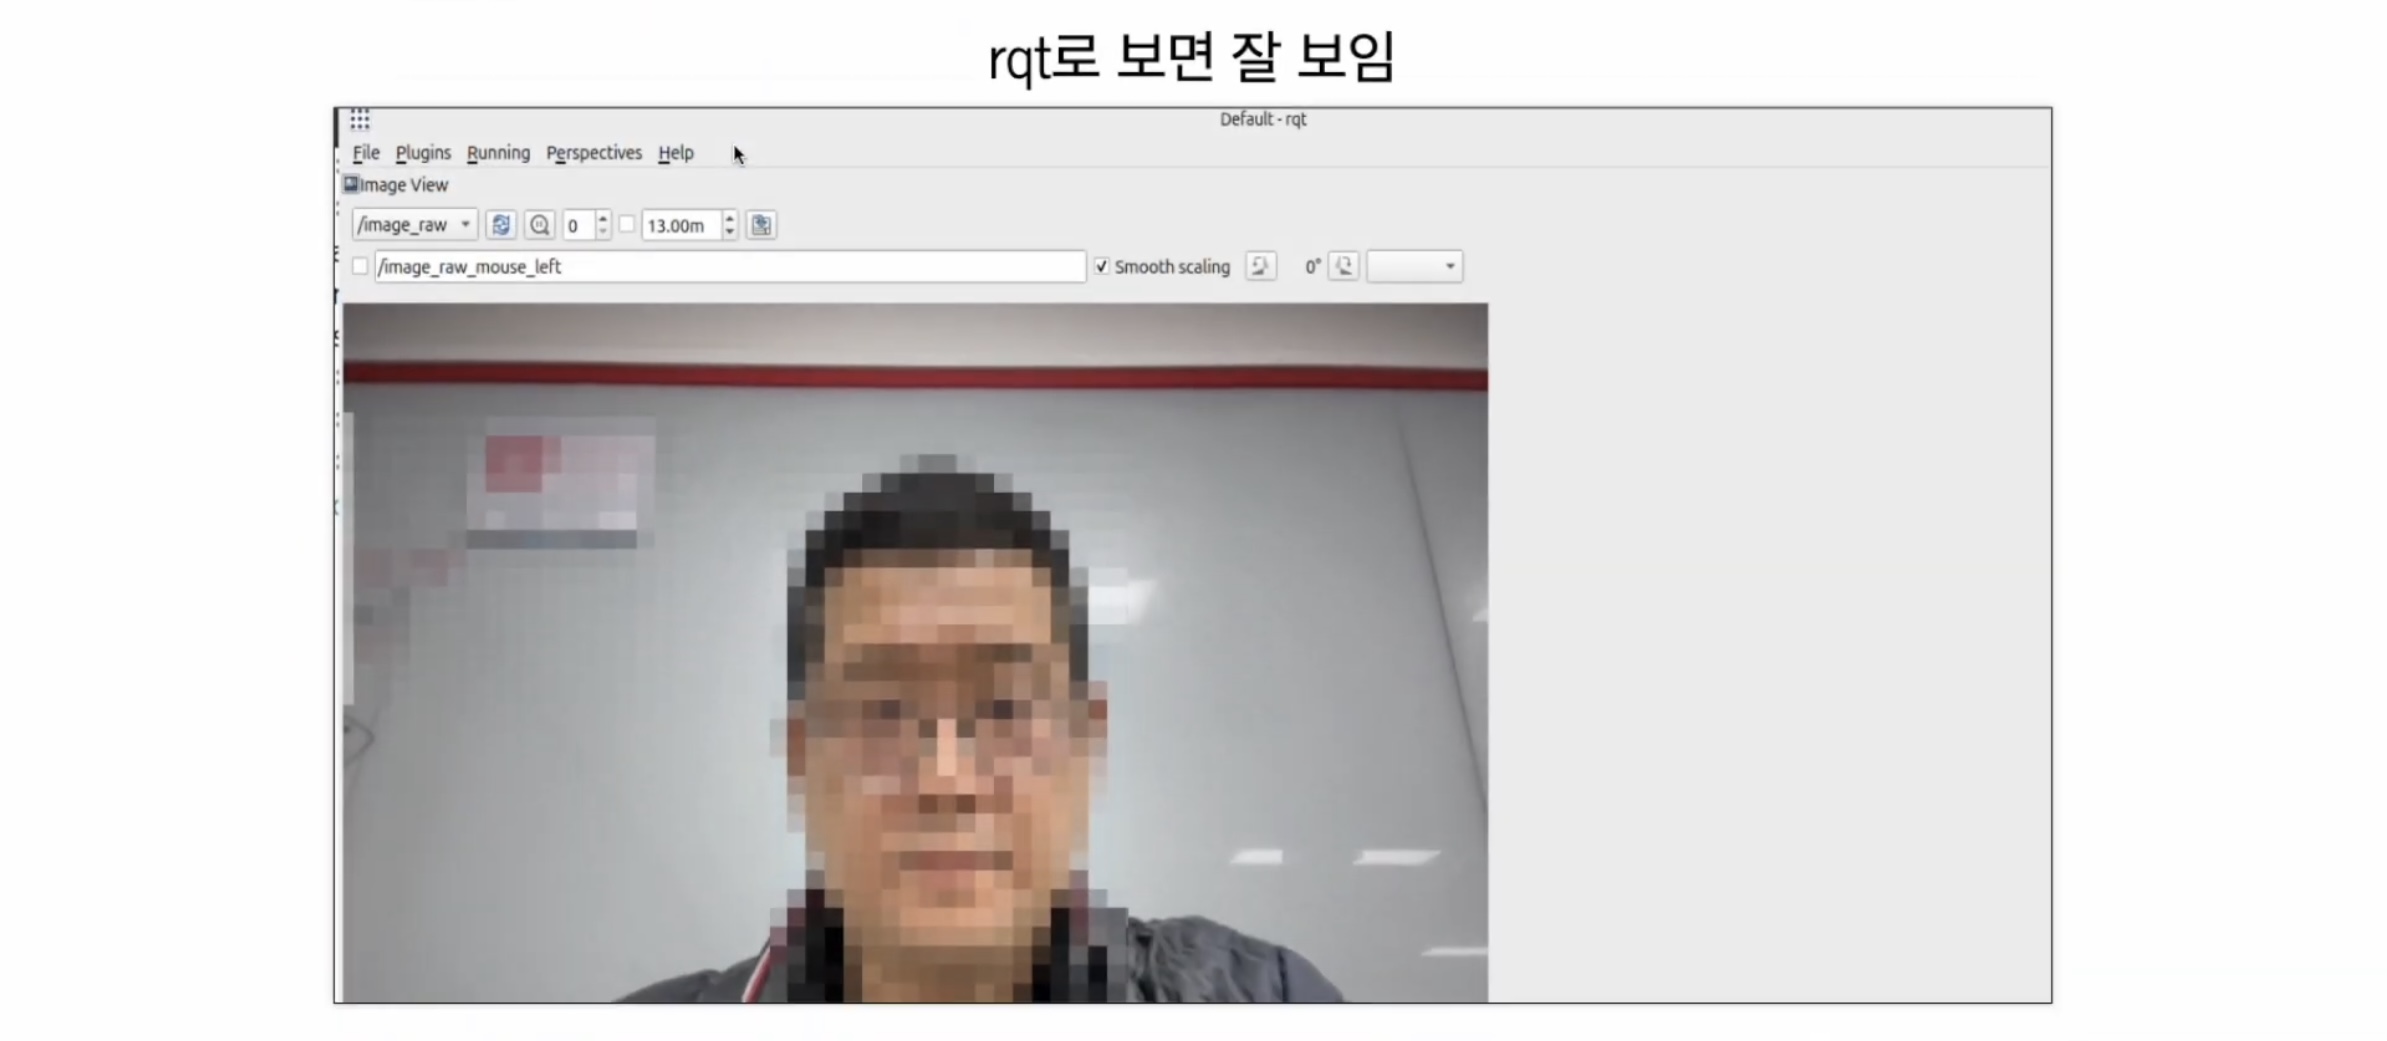 rqt로 보면 잘 보임
Default - rqt
File Plugins Running Perspectives Help
Image View
/image_raw 0 13.00m
/image_raw_mouse_left Smooth scaling 0°